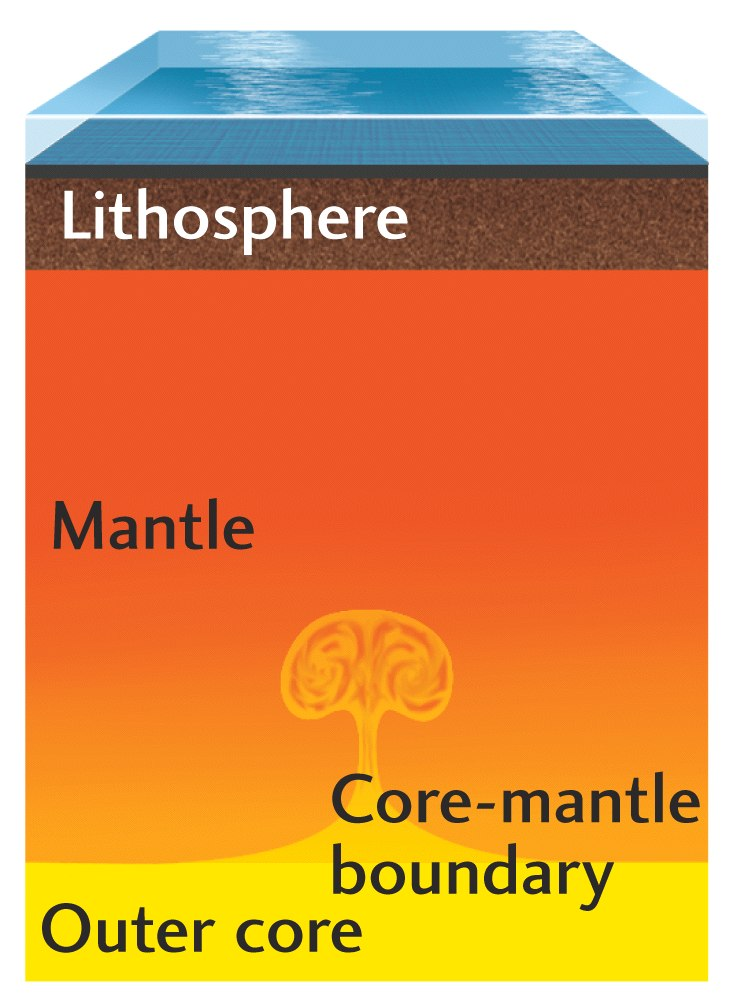 Lithosphere
Mantle
Core-mantle
boundary
Outer core